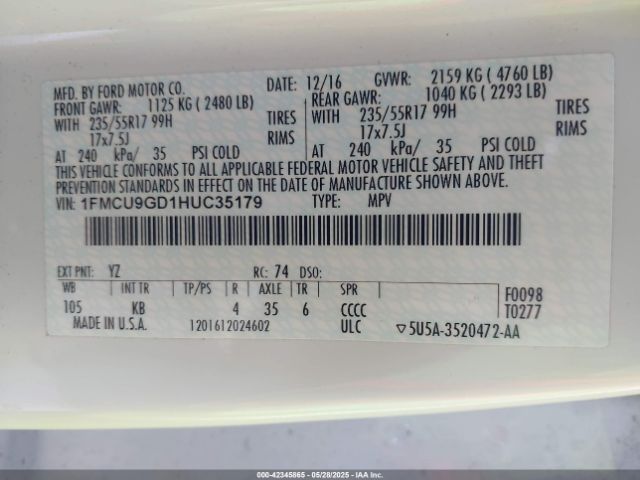 MFD. BY FORD MOTOR CO. DATE: 12/16 GVWR: 2159 KG ( 4760 LB)
FRONT GAWR: 1125 KG ( 2480 LB) REAR GAWR: 1040 KG ( 2293 LB)
WITH 235/55R17 99H TIRES WITH 235/55R17 99H TIRES
17x7.5J RIMS 17x7.5J RIMS
AT 240 kPa/ 35 PSI COLD AT 240 kPa/ 35 PSI COLD
THIS VEHICLE CONFORMS TO ALL APPLICABLE FEDERAL MOTOR VEHICLE SAFETY AND THEFT
PREVENTION STANDARDS IN EFFECT ON THE DATE OF MANUFACTURE SHOWN ABOVE.
VIN: 1FMCU9GD1HUC35179 TYPE: MPV
EXT PNT: YZ RC: 74 DSO:
WB INT TR TP/PS R AXLE TR SPR F0098
105 KB 4 35 6 CCCC T0277
MADE IN U.S.A. 1201612024602 ULC ▽5U5A-3520472-AA
000-42345865 | 05/28/2025 | IAA Inc.